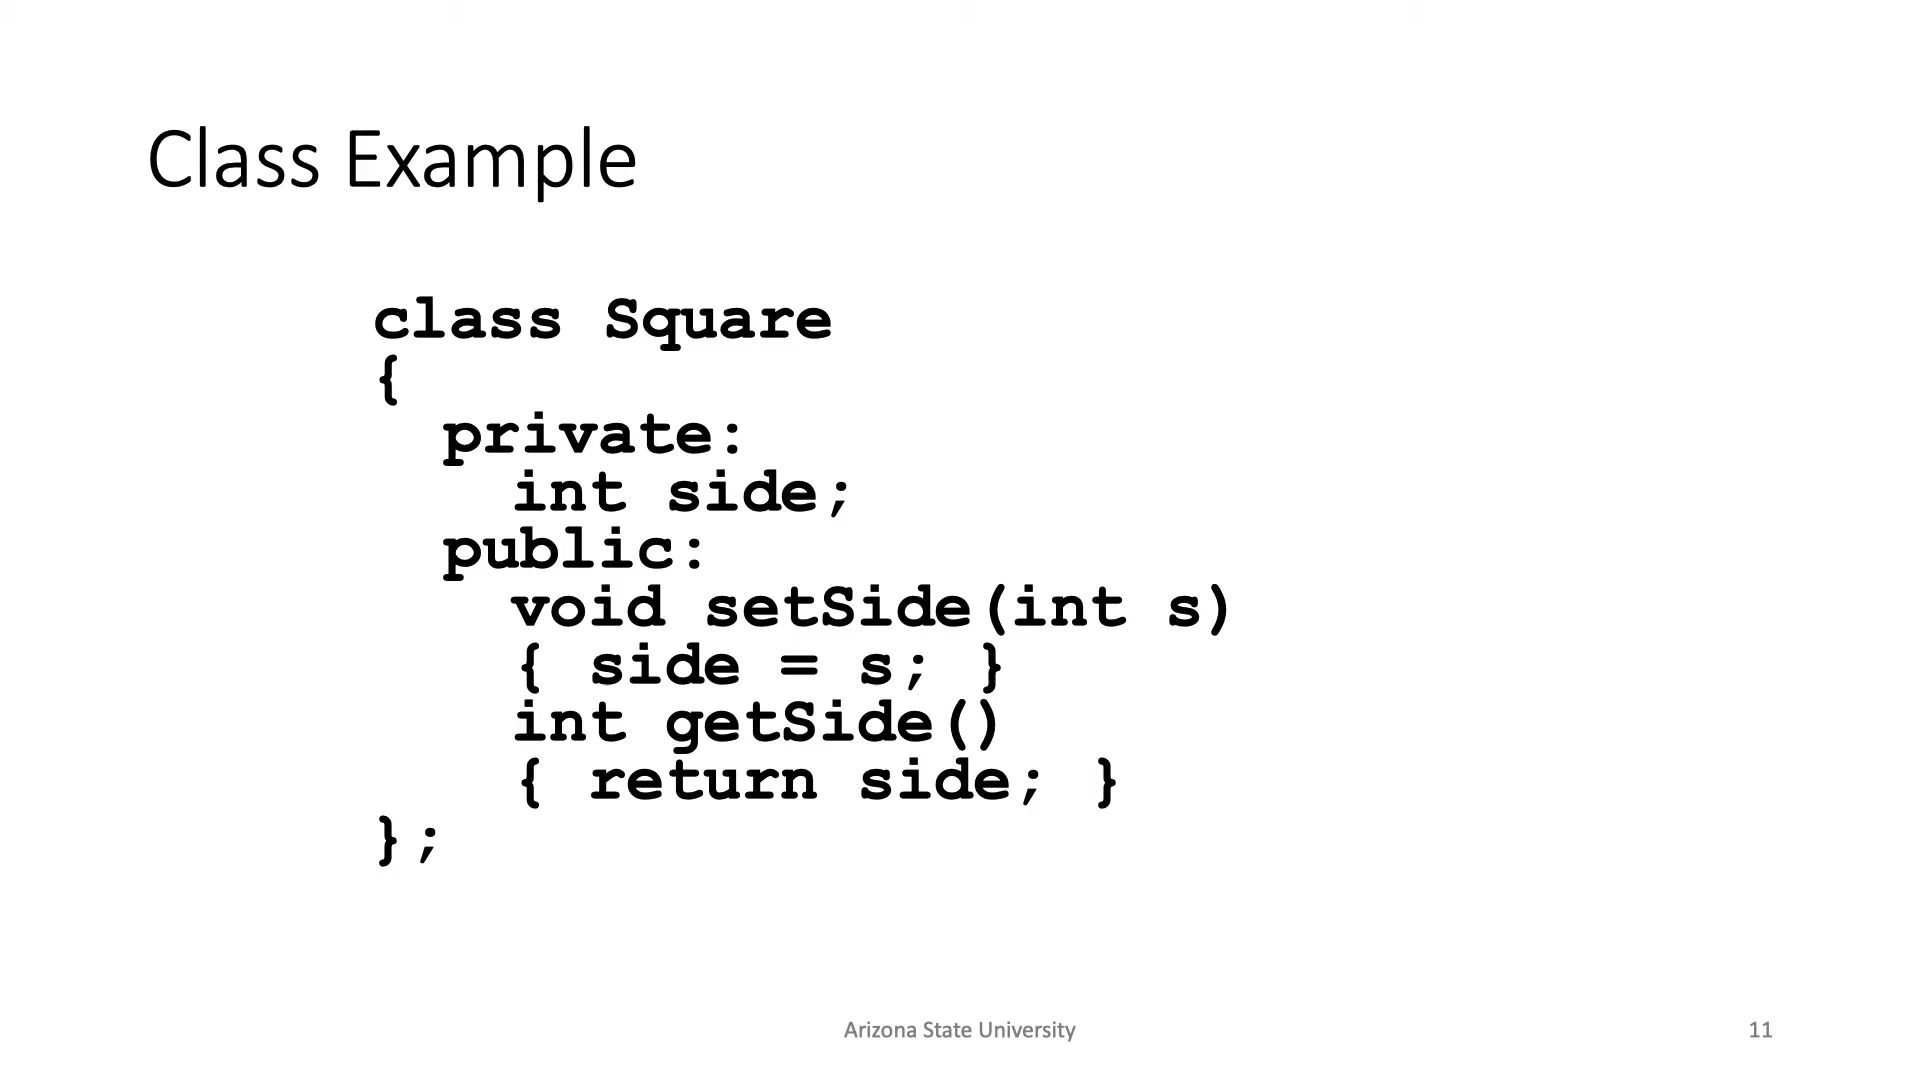 Class Example
class Square
{
private:
int side;
public:
void setSide(int s)
{ side = s; }
int getSide()
{ return side; }
};
Arizona State University
11